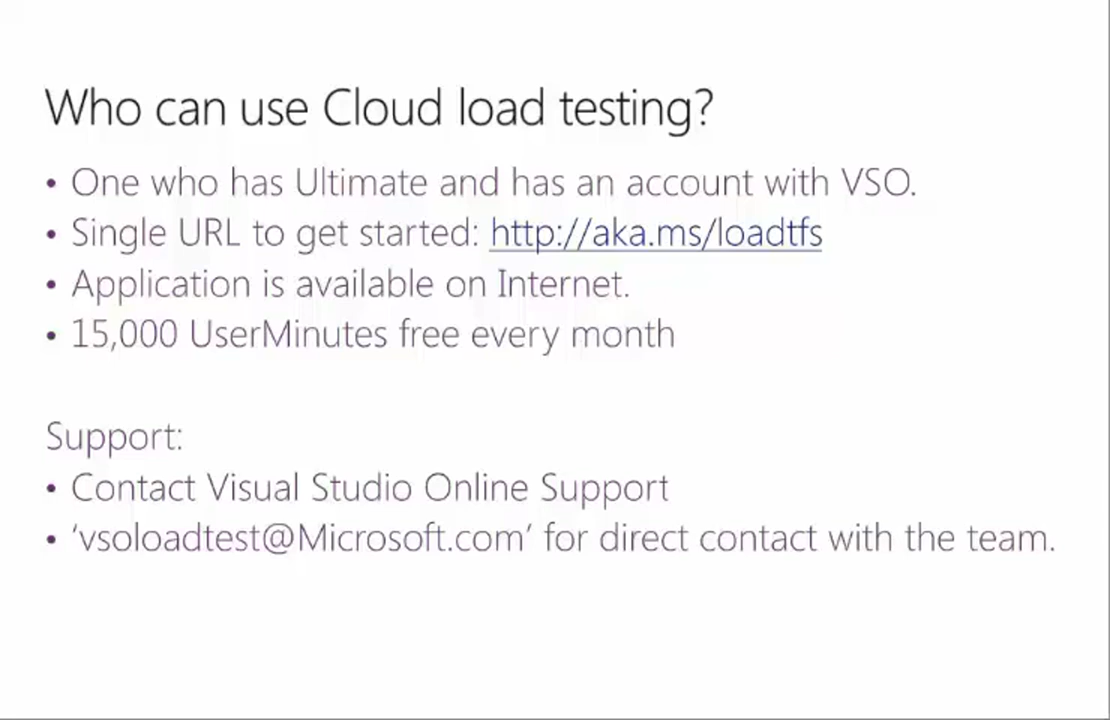 Who can use Cloud load testing?
• One who has Ultimate and has an account with VSO.
• Single URL to get started: http://aka.ms/loadtfs
• Application is available on Internet.
• 15,000 UserMinutes free every month
Support:
• Contact Visual Studio Online Support
• ‘vsoloadtest@Microsoft.com’ for direct contact with the team.